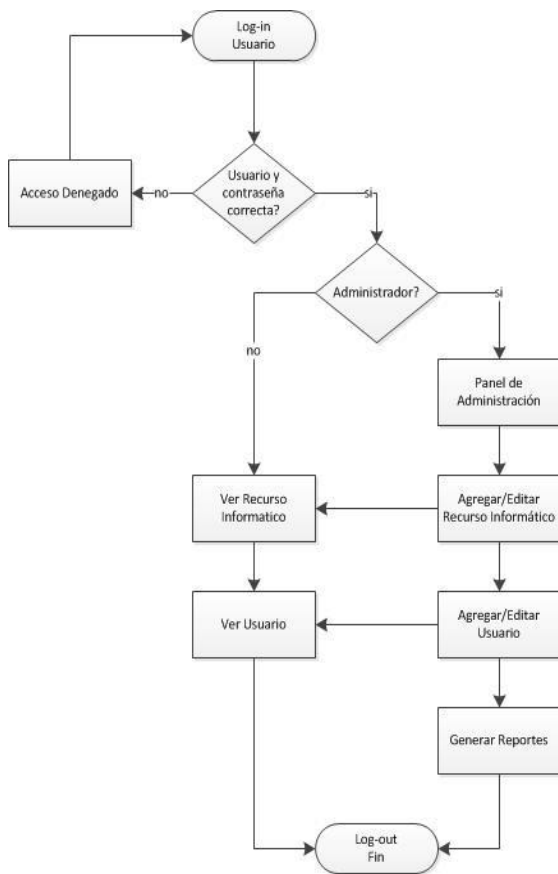 Log-in
Usuario
Usuario y
contraseña
correcta?
no
si
Acceso Denegado
Administrador?
no
si
Panel de
Administración
Ver Recurso
Informatico
Agregar/Editar
Recurso Informático
Ver Usuario
Agregar/Editar
Usuario
Generar Reportes
Log-out
Fin